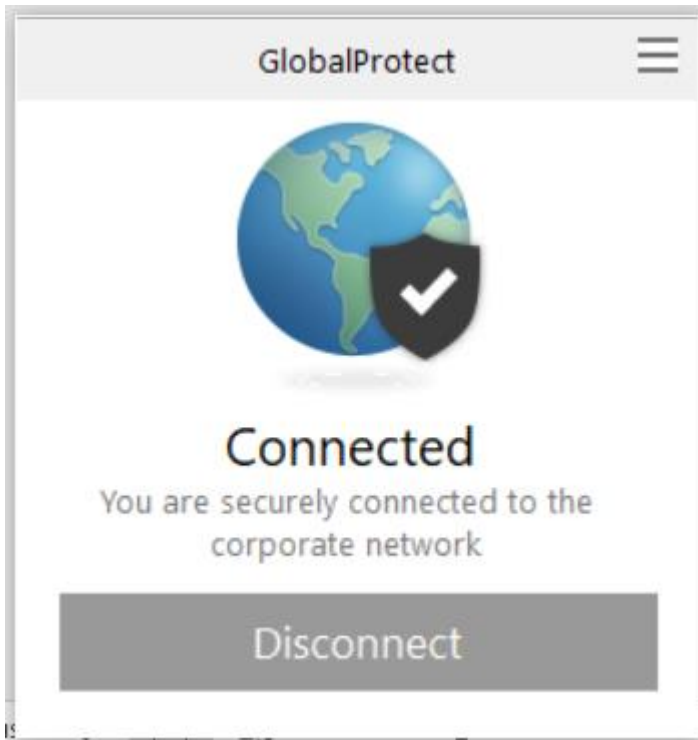 GlobalProtect
Connected
You are securely connected to the
corporate network
Disconnect